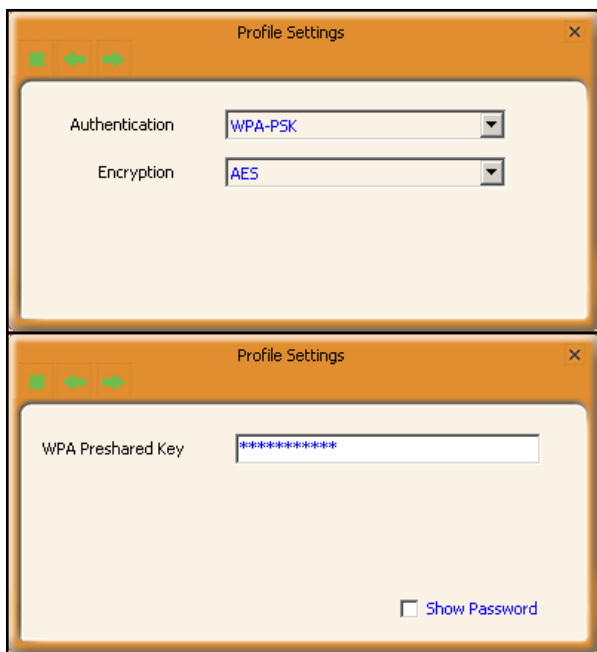 Profile Settings
Authentication WPA-PSK
Encryption AES
Profile Settings
WPA Preshared Key ***********
Show Password